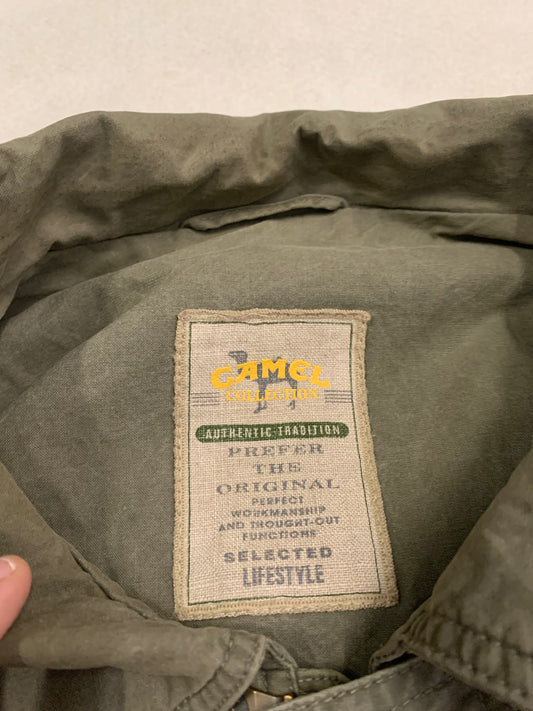 CAMEL
COLLECTION
AUTHENTIC TRADITION
PREFER
THE
ORIGINAL
PERFECT
WORKMANSHIP
AND THOUGHT-OUT
FUNCTIONS
SELECTED
LIFESTYLE